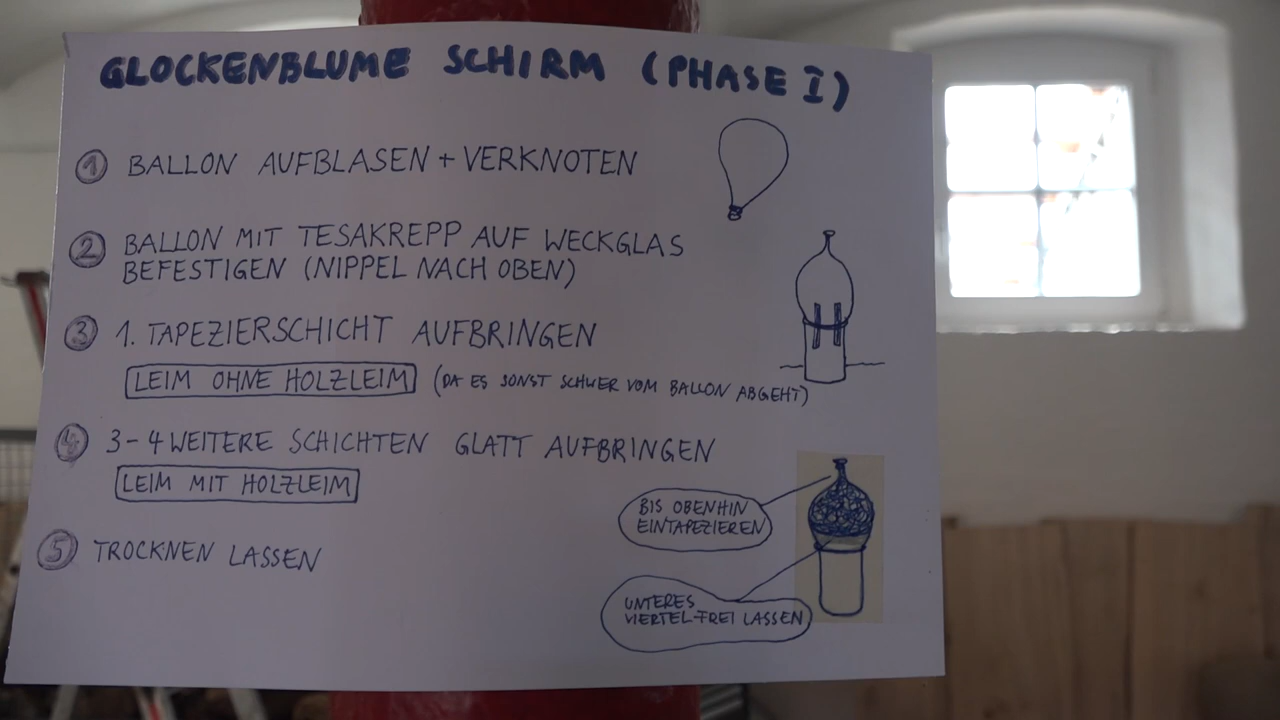 GLOCKENBLUME SCHIRM (PHASE I)
1 BALLON AUFBLASEN + VERKNOTEN
2 BALLON MIT TESAKREPP AUF WECKGLAS
BEFESTIGEN (NIPPEL NACH OBEN)
3 1. TAPEZIERSCHICHT AUFBRINGEN
LEIM OHNE HOLZLEIM (DA ES SONST SCHWER VOM BALLON ABGEHT)
4 3-4 WEITERE SCHICHTEN GLATT AUFBRINGEN
LEIM MIT HOLZLEIM
BIS OBENHIN
EINTAPEZIEREN
5 TROCKNEN LASSEN
UNTERES
VIERTEL FREI LASSEN